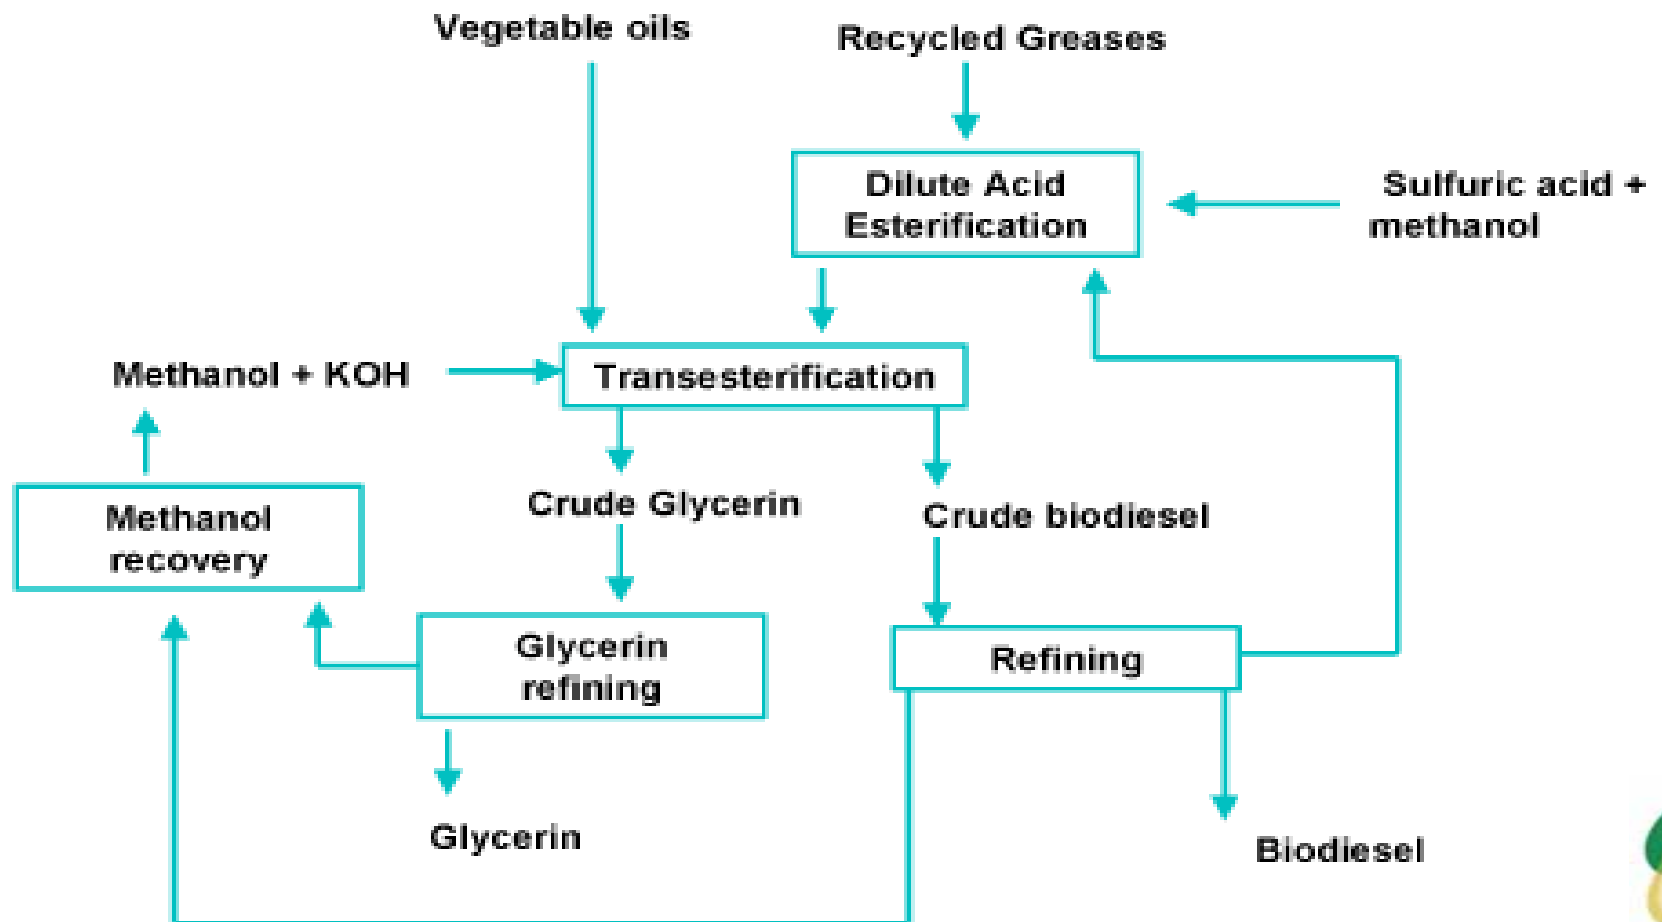 Vegetable oils
Recycled Greases
Dilute Acid
Esterification
Sulfuric acid +
methanol
Methanol + KOH
Transesterification
Methanol
recovery
Crude Glycerin
Crude biodiesel
Glycerin
refining
Refining
Glycerin
Biodiesel